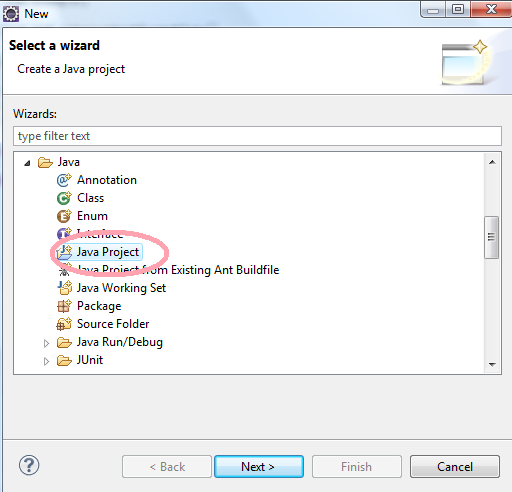 New
Select a wizard
Create a Java project
Wizards:
type filter text
Java
Annotation
Class
Enum
Interface
Java Project
Java Project from Existing Ant Buildfile
Java Working Set
Package
Source Folder
Java Run/Debug
JUnit
< Back
Next >
Finish
Cancel